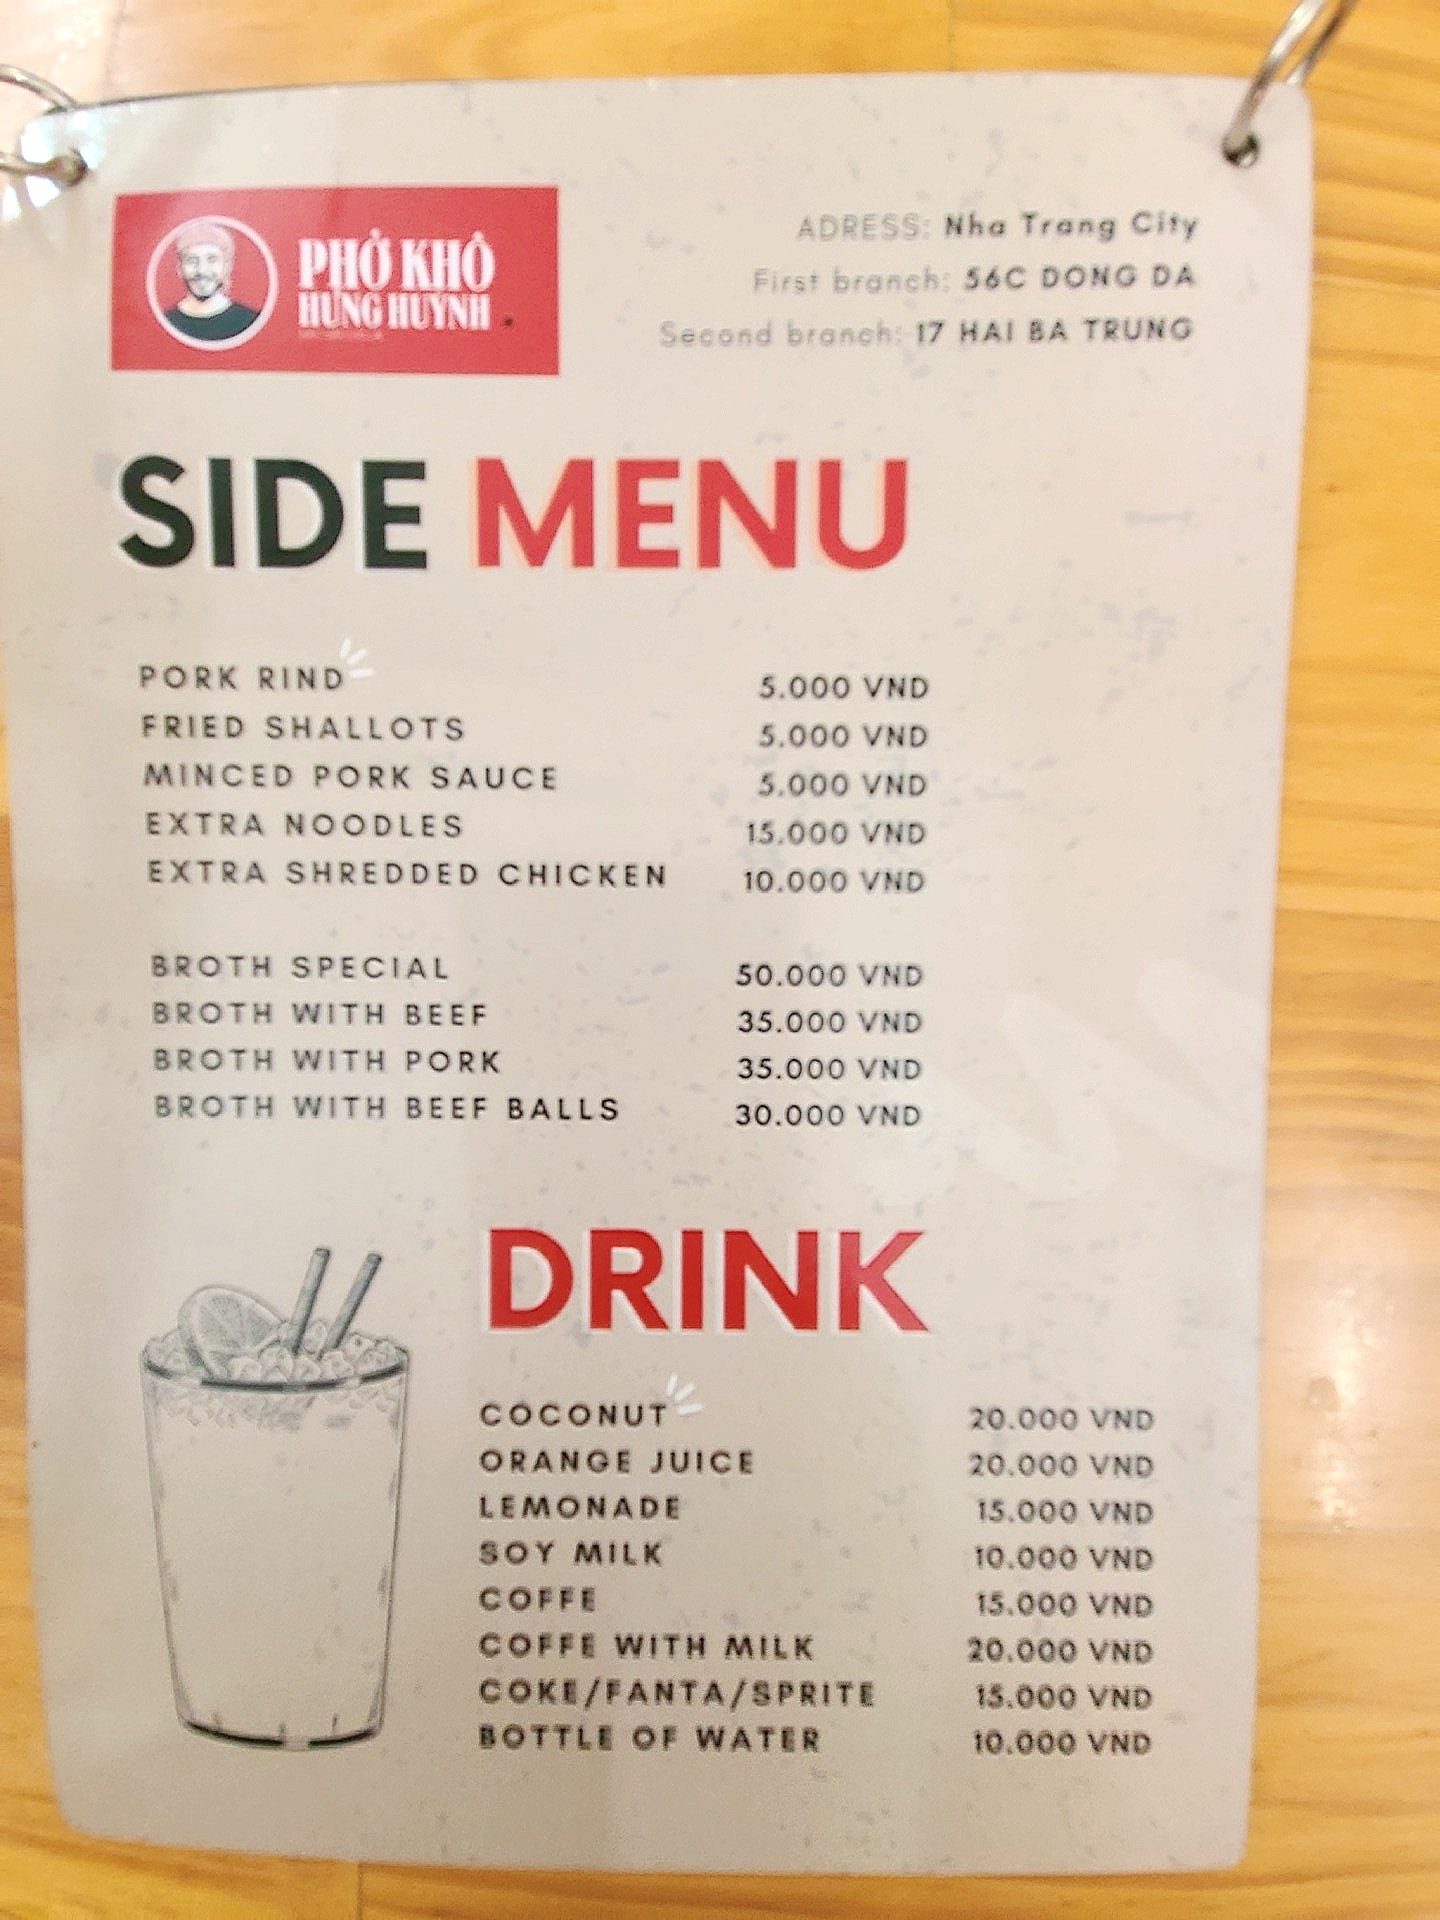 PHỞ KHÔ
HƯNG HUYNH
ADRESS: Nha Trang City
First branch: 56C DONG DA
Second branch: 17 HAI BA TRUNG
SIDE MENU
PORK RIND 5.000 VND
FRIED SHALLOTS 5.000 VND
MINCED PORK SAUCE 5.000 VND
EXTRA NOODLES 15.000 VND
EXTRA SHREDDED CHICKEN 10.000 VND
BROTH SPECIAL 50.000 VND
BROTH WITH BEEF 35.000 VND
BROTH WITH PORK 35.000 VND
BROTH WITH BEEF BALLS 30.000 VND
DRINK
COCONUT 20.000 VND
ORANGE JUICE 20.000 VND
LEMONADE 15.000 VND
SOY MILK 10.000 VND
COFFE 15.000 VND
COFFE WITH MILK 20.000 VND
COKE/FANTA/SPRITE 15.000 VND
BOTTLE OF WATER 10.000 VND